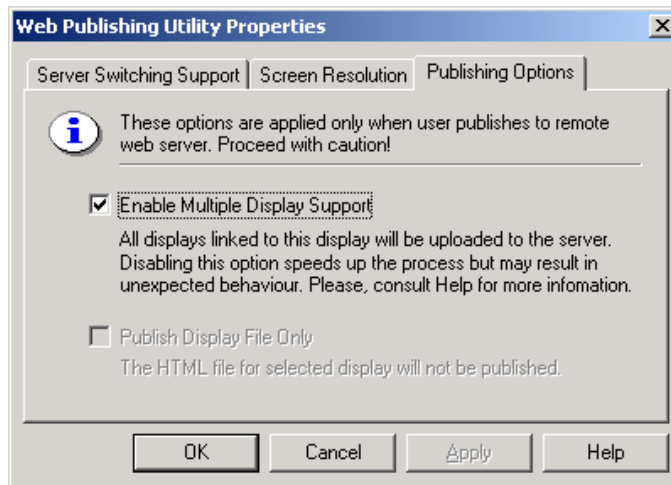 Web Publishing Utility Properties
Server Switching Support
Screen Resolution
Publishing Options
These options are applied only when user publishes to remote
web server. Proceed with caution!
Enable Multiple Display Support
All displays linked to this display will be uploaded to the server.
Disabling this option speeds up the process but may result in
unexpected behaviour. Please, consult Help for more infomation.
Publish Display File Only
The HTML file for selected display will not be published.
OK
Cancel
Apply
Help